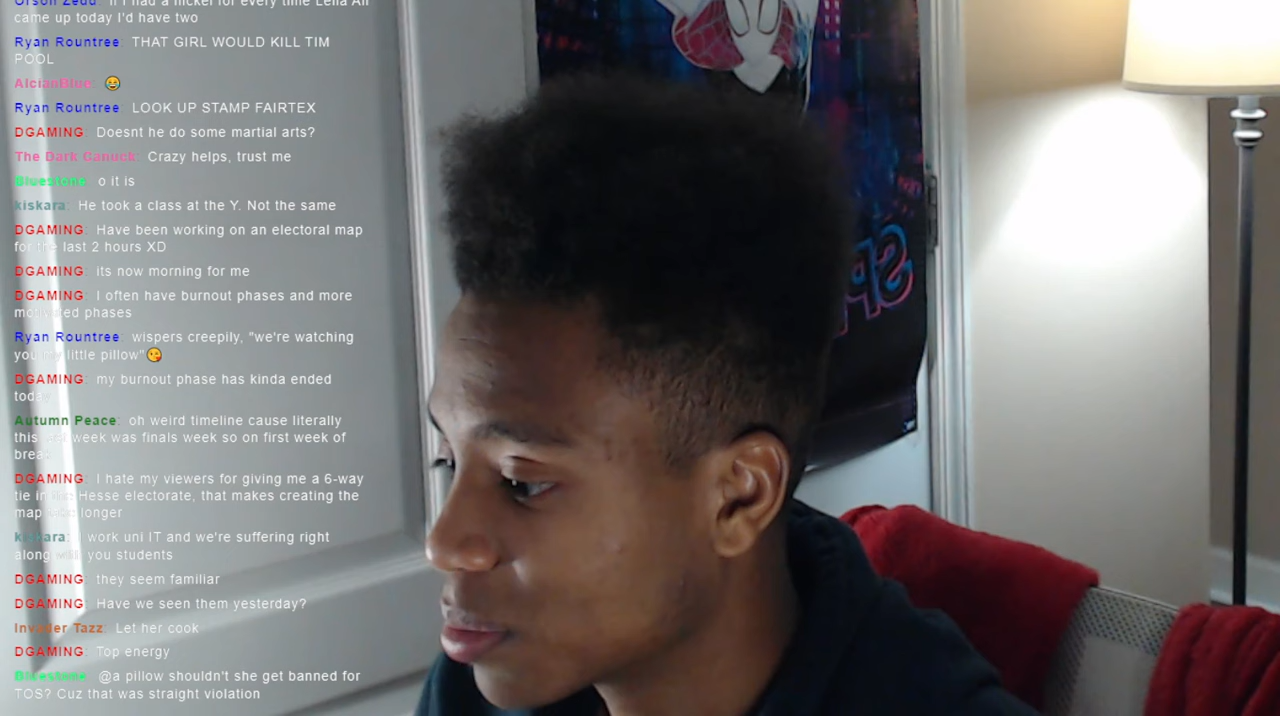 Orson Zedd: If I had a nickel for every time Leila Ali
came up today I'd have two
Ryan Rountree: THAT GIRL WOULD KILL TIM
POOL
AlcianBlue: 😂
Ryan Rountree: LOOK UP STAMP FAIRTEX
DGAMING: Doesnt he do some martial arts?
The Dark Canuck: Crazy helps, trust me
Bluestone: o it is
kiskara: He took a class at the Y. Not the same
DGAMING: Have been working on an electoral map
for the last 2 hours XD
DGAMING: its now morning for me
DGAMING: I often have burnout phases and more
motivated phases
Ryan Rountree: wispers creepily, "we're watching
you my little pillow"😘
DGAMING: my burnout phase has kinda ended
today
Autumn Peace: oh weird timeline cause literally
this week was finals week so on first week of
break
DGAMING: I hate my viewers for giving me a 6-way
tie in the Hesse electorate, that makes creating the
map longer
kiskara: I work uni IT and we're suffering right
along with you students
DGAMING: they seem familiar
DGAMING: Have we seen them yesterday?
Invader Tazz: Let her cook
DGAMING: Top energy
Bluestone: @a pillow shouldn't she get banned for
TOS? Cuz that was straight violation
SP